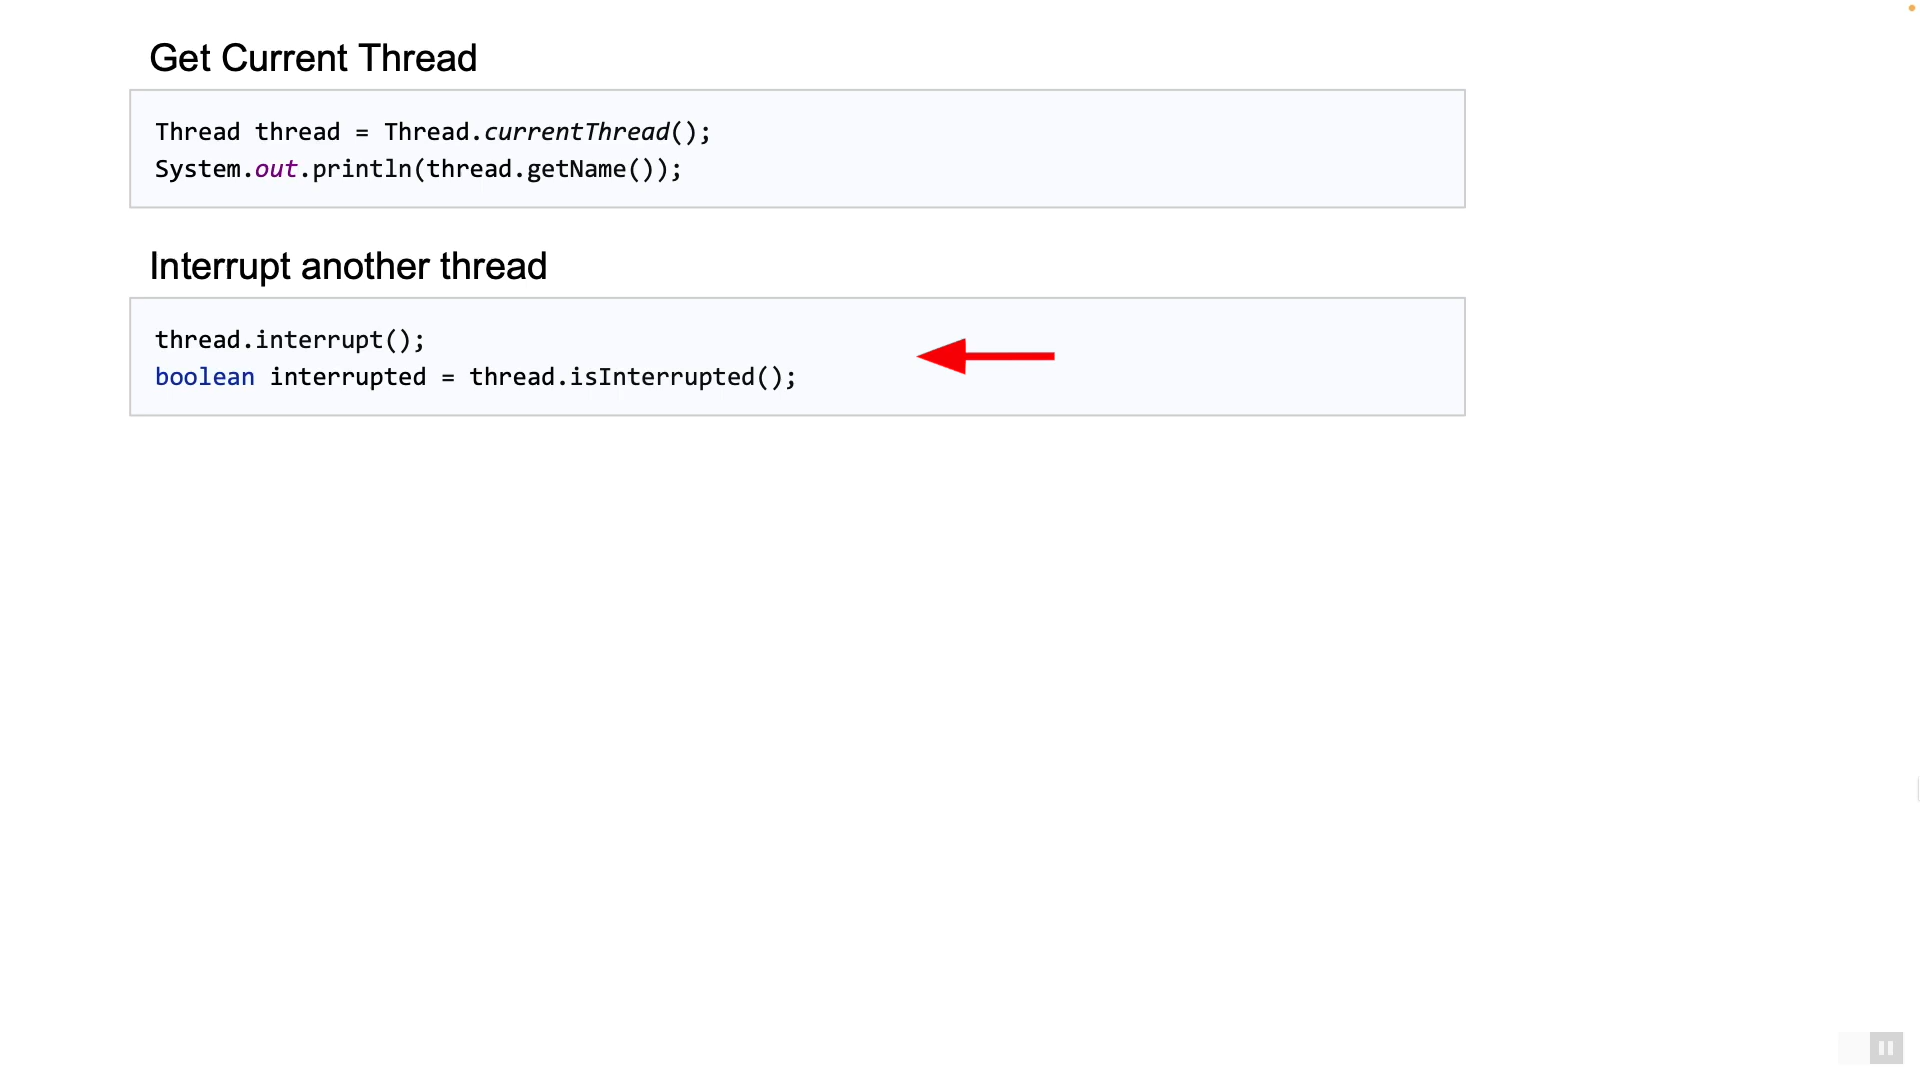 Get Current Thread
Thread thread = Thread.currentThread();
System.out.println(thread.getName());
Interrupt another thread
thread.interrupt();
boolean interrupted = thread.isInterrupted();